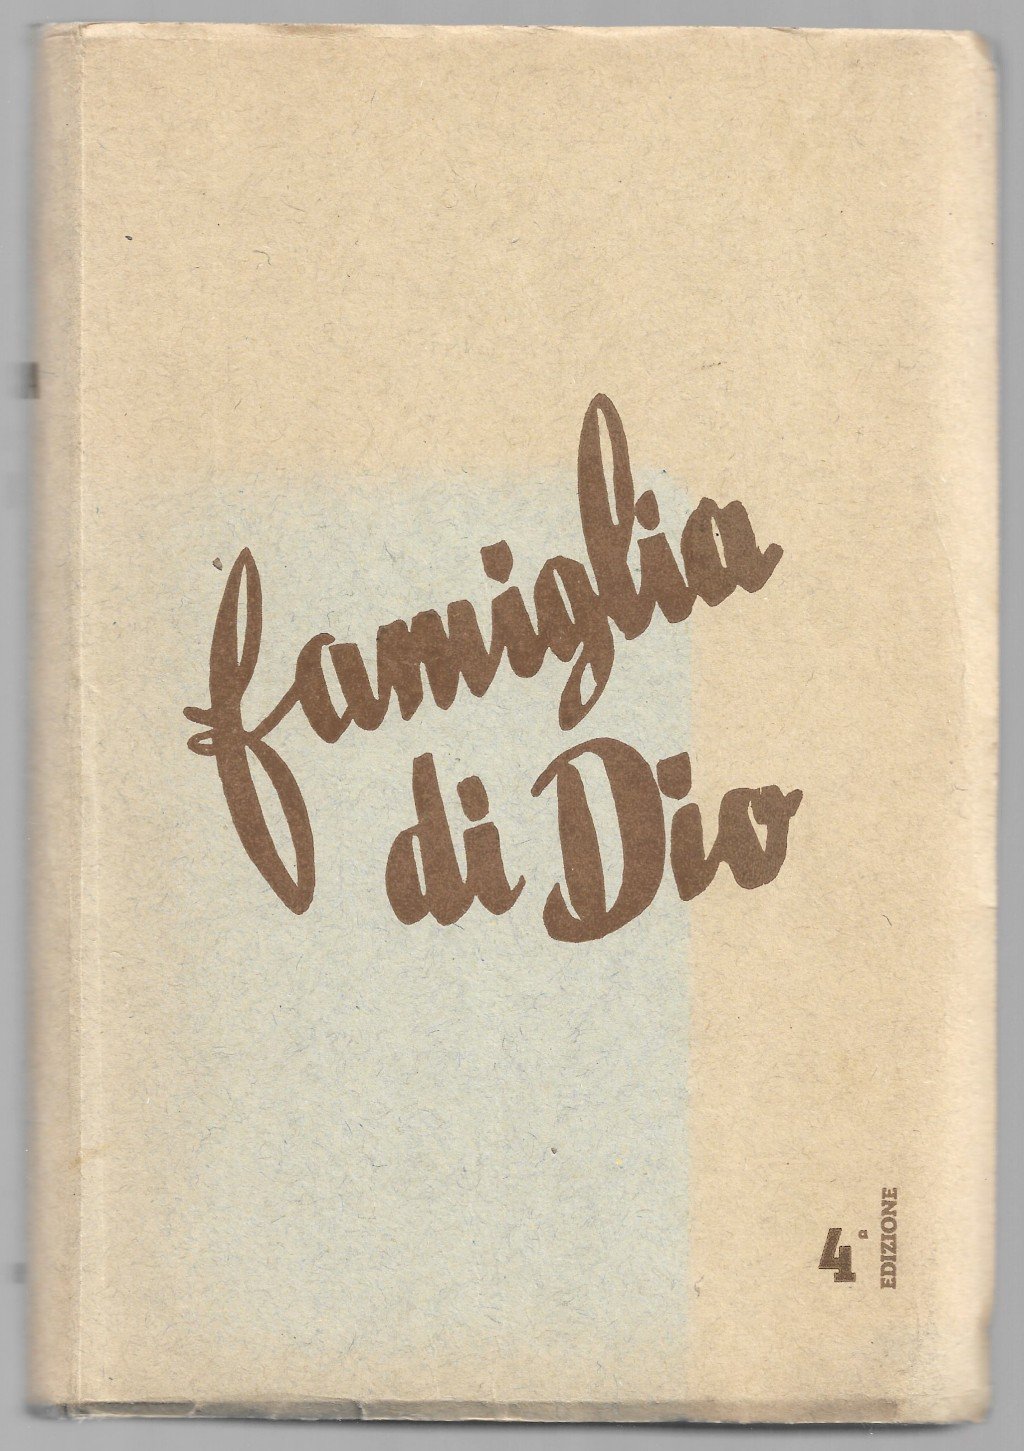 famiglia
di Dio
4ª
EDIZIONE